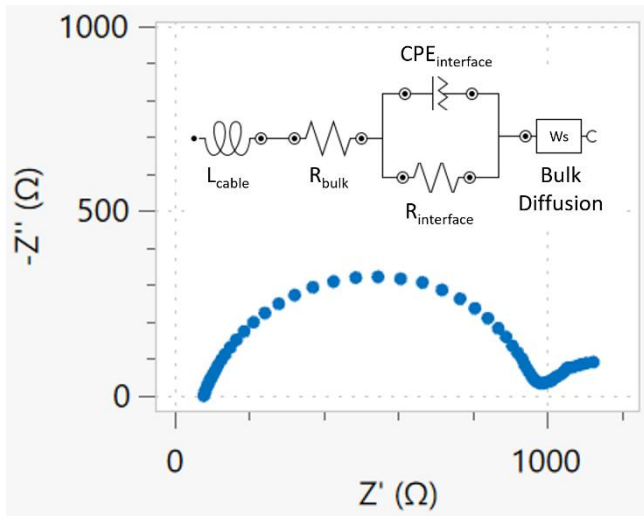 1000
CPEinterface
Ws
Lcable
Rbulk
Bulk
Diffusion
Rinterface
500
-Z'' (Ω)
0
0
1000
Z' (Ω)